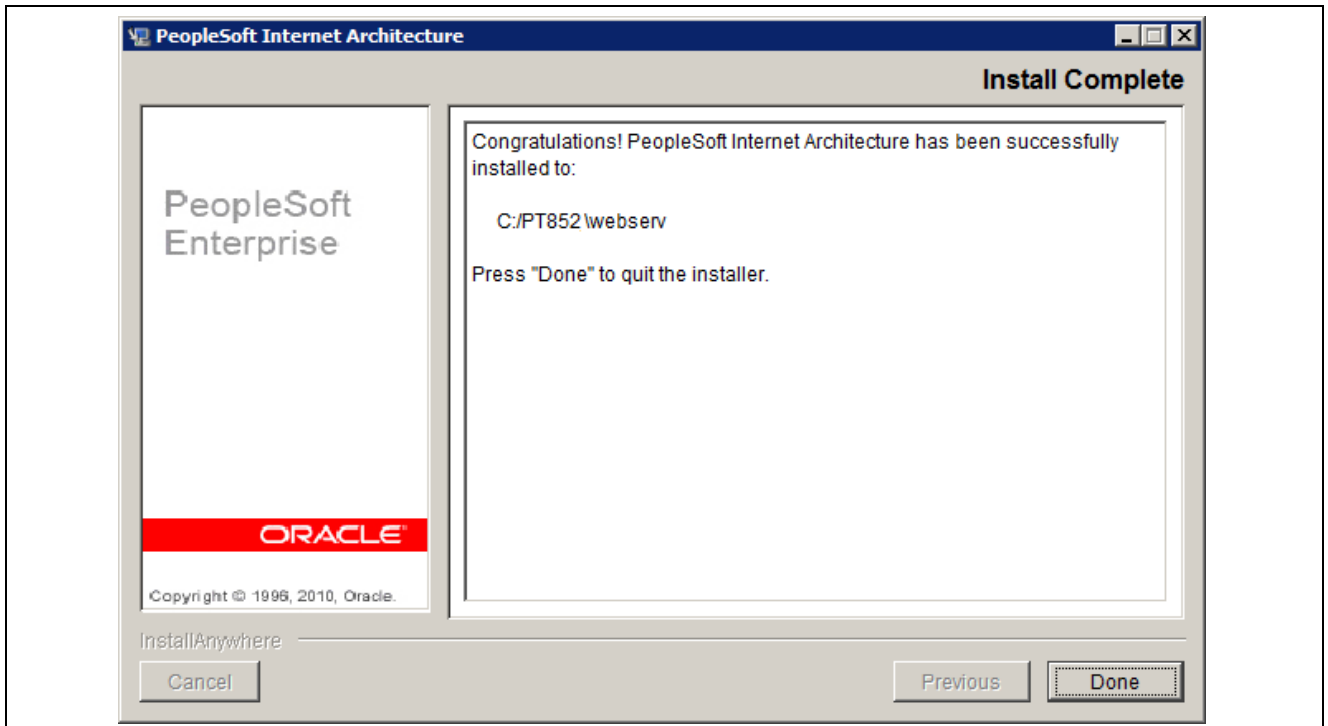 PeopleSoft Internet Architecture
Install Complete
PeopleSoft
Enterprise
ORACLE
Copyright © 1996, 2010, Oracle.
Congratulations! PeopleSoft Internet Architecture has been successfully
installed to:
C:/PT852\webserv
Press "Done" to quit the installer.
InstallAnywhere
Cancel
Previous
Done